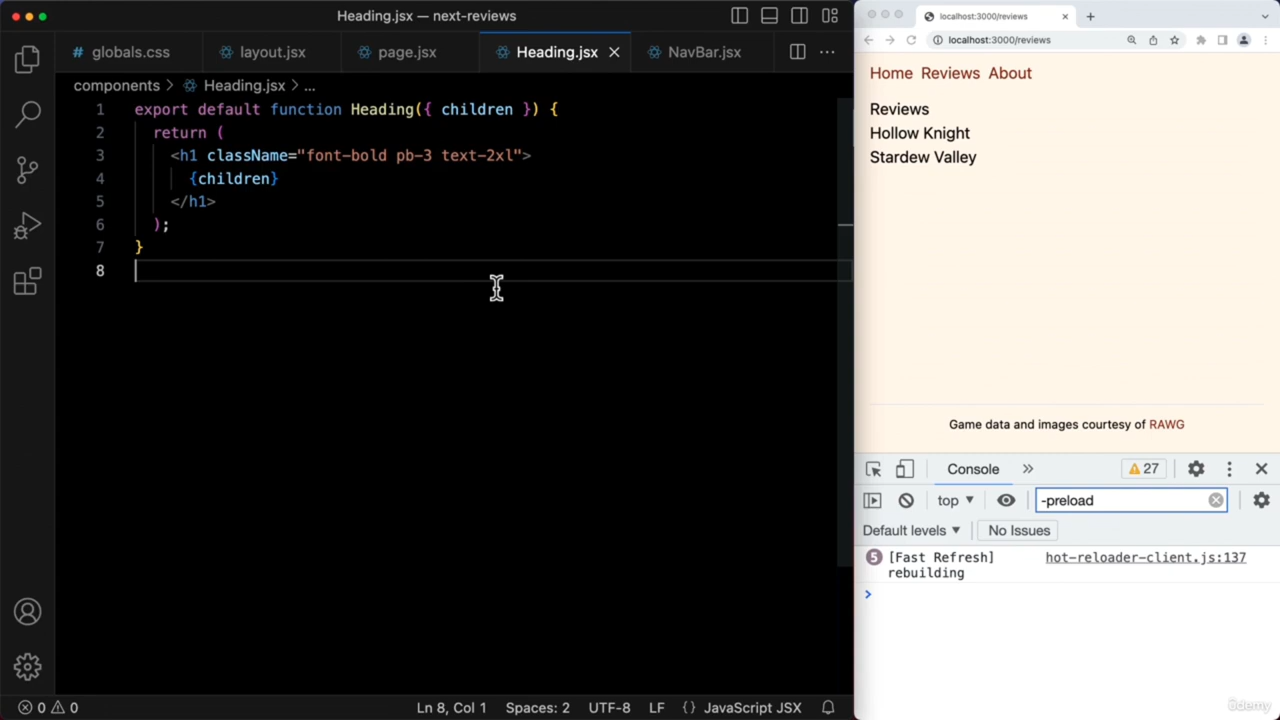 Heading.jsx — next-reviews
# globals.css
layout.jsx
page.jsx
Heading.jsx
NavBar.jsx
components > Heading.jsx > ...
1 export default function Heading({ children }) {
2 return (
3 <h1 className="font-bold pb-3 text-2xl">
4 {children}
5 </h1>
6 );
7 }
8
0 0
Ln 8, Col 1
Spaces: 2
UTF-8
LF
{} JavaScript JSX
localhost:3000/reviews
localhost:3000/reviews
Home Reviews About
Reviews
Hollow Knight
Stardew Valley
Game data and images courtesy of RAWG
Console
27
top
-preload
Default levels
No Issues
5 [Fast Refresh] hot-reloader-client.js:137
rebuilding
ûdemy